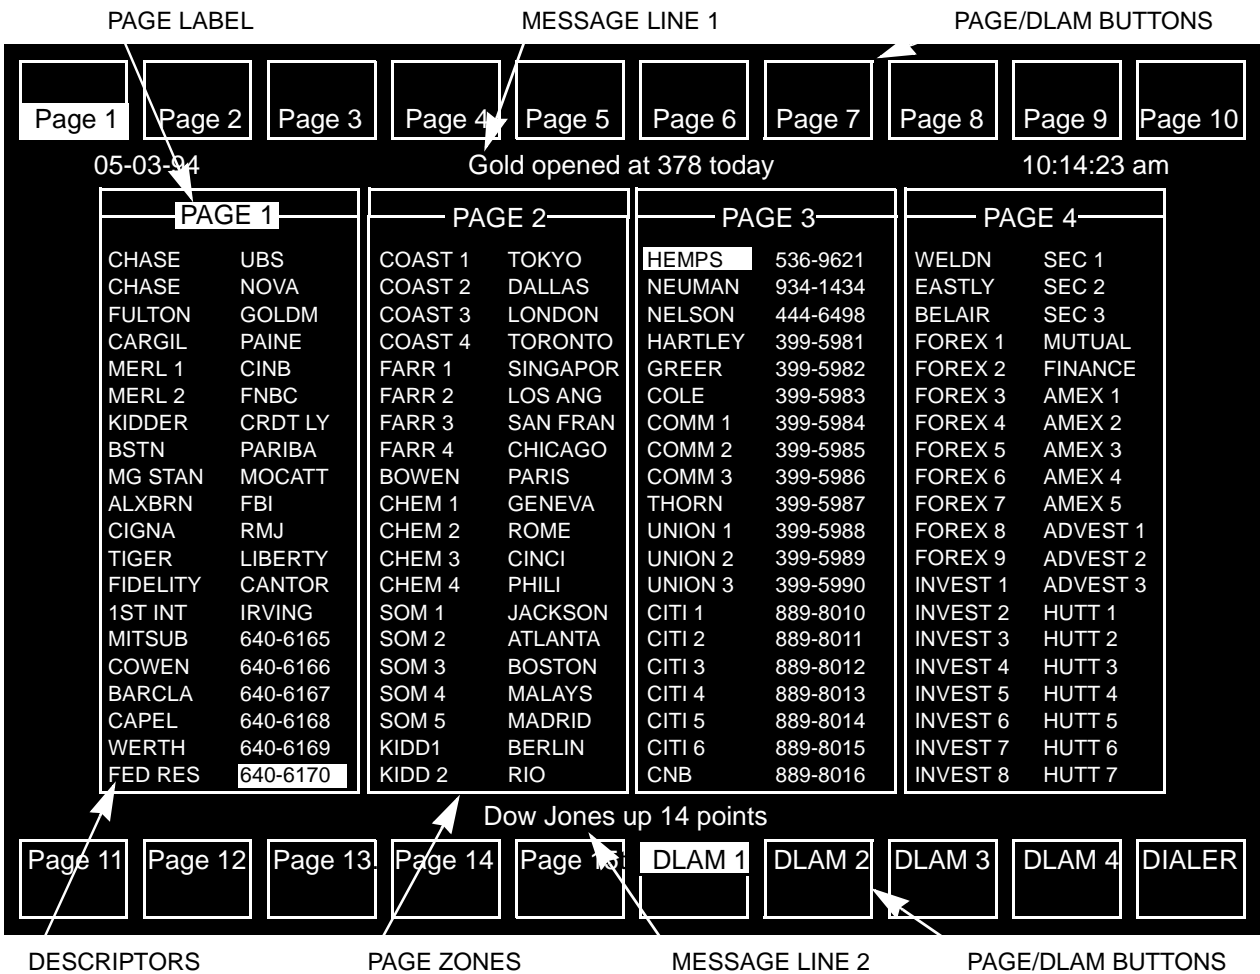 PAGE LABEL MESSAGE LINE 1 PAGE/DLAM BUTTONS
Page 1 Page 2 Page 3 Page 4 Page 5 Page 6 Page 7 Page 8 Page 9 Page 10
05-03-94 Gold opened at 378 today 10:14:23 am
PAGE 1 PAGE 2 PAGE 3 PAGE 4
CHASE UBS COAST 1 TOKYO HEMPS 536-9621 WELDN SEC 1
CHASE NOVA COAST 2 DALLAS NEUMAN 934-1434 EASTLY SEC 2
FULTON GOLDM COAST 3 LONDON NELSON 444-6498 BELAIR SEC 3
CARGIL PAINE COAST 4 TORONTO HARTLEY 399-5981 FOREX 1 MUTUAL
MERL 1 CINB FARR 1 SINGAPOR GREER 399-5982 FOREX 2 FINANCE
MERL 2 FNBC FARR 2 LOS ANG COLE 399-5983 FOREX 3 AMEX 1
KIDDER CRDT LY FARR 3 SAN FRAN COMM 1 399-5984 FOREX 4 AMEX 2
BSTN PARIBA FARR 4 CHICAGO COMM 2 399-5985 FOREX 5 AMEX 3
MG STAN MOCATT BOWEN PARIS COMM 3 399-5986 FOREX 6 AMEX 4
ALXBRN FBI CHEM 1 GENEVA THORN 399-5987 FOREX 7 AMEX 5
CIGNA RMJ CHEM 2 ROME UNION 1 399-5988 FOREX 8 ADVEST 1
TIGER LIBERTY CHEM 3 CINCI UNION 2 399-5989 FOREX 9 ADVEST 2
FIDELITY CANTOR CHEM 4 PHILI UNION 3 399-5990 INVEST 1 ADVEST 3
1ST INT IRVING SOM 1 JACKSON CITI 1 889-8010 INVEST 2 HUTT 1
MITSUB 640-6165 SOM 2 ATLANTA CITI 2 889-8011 INVEST 3 HUTT 2
COWEN 640-6166 SOM 3 BOSTON CITI 3 889-8012 INVEST 4 HUTT 3
BARCLA 640-6167 SOM 4 MALAYS CITI 4 889-8013 INVEST 5 HUTT 4
CAPEL 640-6168 SOM 5 MADRID CITI 5 889-8014 INVEST 6 HUTT 5
WERTH 640-6169 KIDD1 BERLIN CITI 6 889-8015 INVEST 7 HUTT 6
FED RES 640-6170 KIDD 2 RIO CNB 889-8016 INVEST 8 HUTT 7
Dow Jones up 14 points
Page 11 Page 12 Page 13 Page 14 Page 15 DLAM 1 DLAM 2 DLAM 3 DLAM 4 DIALER
DESCRIPTORS PAGE ZONES MESSAGE LINE 2 PAGE/DLAM BUTTONS